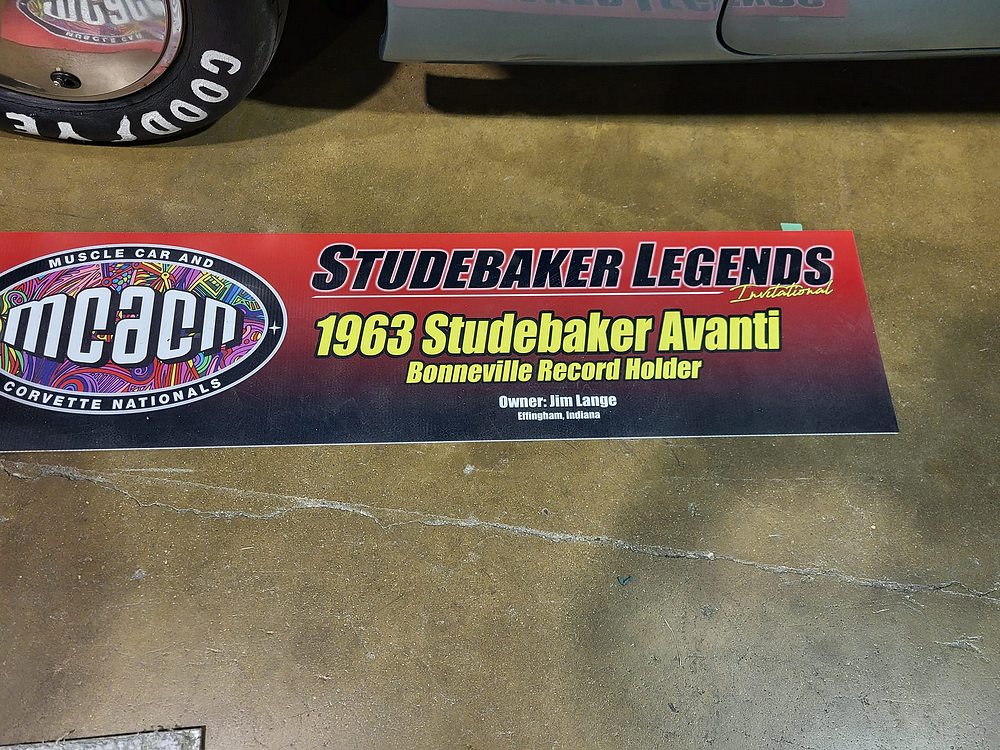 GOODYE
MUSCLE CAR AND
mcacn
CORVETTE NATIONALS
STUDEBAKER LEGENDS
Invitational
1963 Studebaker Avanti
Bonneville Record Holder
Owner: Jim Lange
Effingham, Indiana